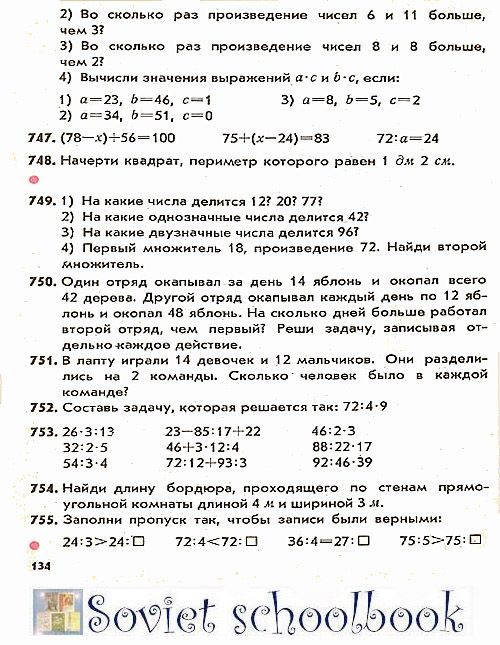 2) Во сколько раз произведение чисел 6 и 11 больше,
чем 3?
3) Во сколько раз произведение чисел 8 и 8 больше,
чем 2?
4) Вычисли значения выражений a·c и b·c, если:
1) a=23, b=46, c=1 3) a=8, b=5, c=2
2) a=34, b=51, c=0
747. (78−x)+56=100 75+(x−24)=83 72:a=24
748. Начерти квадрат, периметр которого равен 1 дм 2 см.
749. 1) На какие числа делится 12? 20? 77?
2) На какие однозначные числа делится 42?
3) На какие двузначные числа делится 96?
4) Первый множитель 18, произведение 72. Найди второй
множитель.
750. Один отряд окапывал за день 14 яблонь и окопал всего
42 дерева. Другой отряд окапывал каждый день по 12 яб-
лонь и окопал 48 яблонь. На сколько дней больше работал
второй отряд, чем первый? Реши задачу, записывая от-
дельно каждое действие.
751. В лапту играли 14 девочек и 12 мальчиков. Они раздели-
лись на 2 команды. Сколько человек было в каждой
команде?
752. Составь задачу, которая решается так: 72:4·9
753. 26·3:13 23−85:17+22 46:2·3
32:2·5 46+3·12:4 88:22·17
54:3·4 72:12+93:3 92:46·39
754. Найди длину бордюра, проходящего по стенам прямо-
угольной комнаты длиной 4 м и шириной 3 м.
755. Заполни пропуск так, чтобы записи были верными:
24:3>24:□ 72:4<72:□ 36:4=27:□ 75:5>75:□
134
Soviet schoolbook